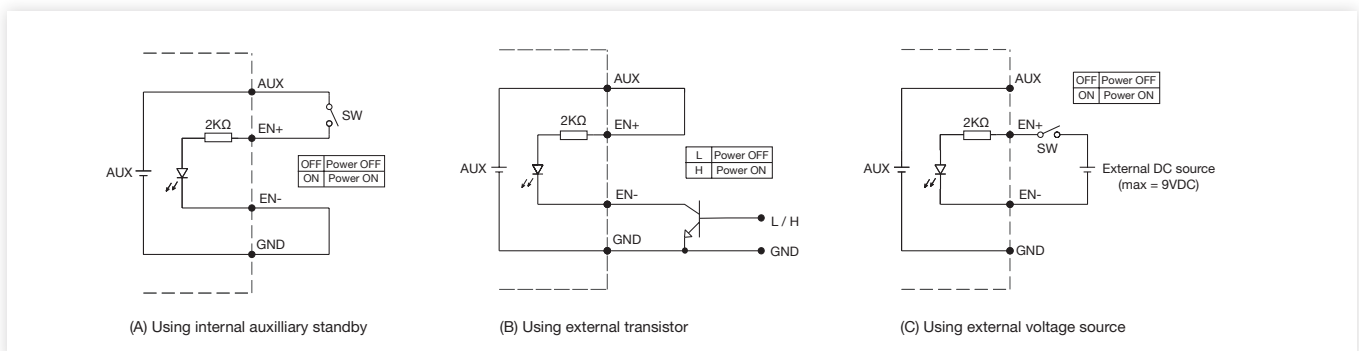 AUX
SW
2KΩ
EN+
OFF Power OFF
ON Power ON
AUX
EN-
GND
(A) Using internal auxilliary standby
AUX
2KΩ
EN+
L Power OFF
H Power ON
AUX
EN-
L / H
GND
GND
(B) Using external transistor
AUX
OFF Power OFF
ON Power ON
2KΩ
EN+
SW
AUX
External DC source
(max = 9VDC)
EN-
GND
(C) Using external voltage source